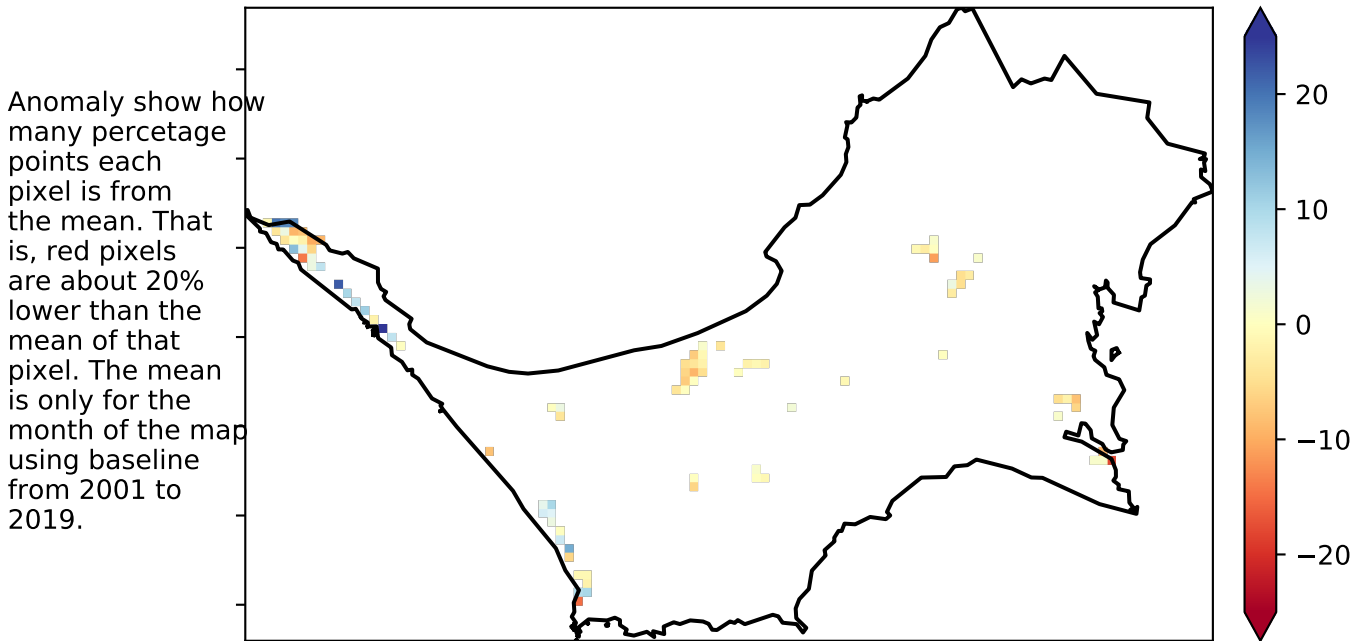 Anomaly show how
many percetage
points each
pixel is from
the mean. That
is, red pixels
are about 20%
lower than the
mean of that
pixel. The mean
is only for the
month of the map
using baseline
from 2001 to
2019.
20
10
0
−10
−20